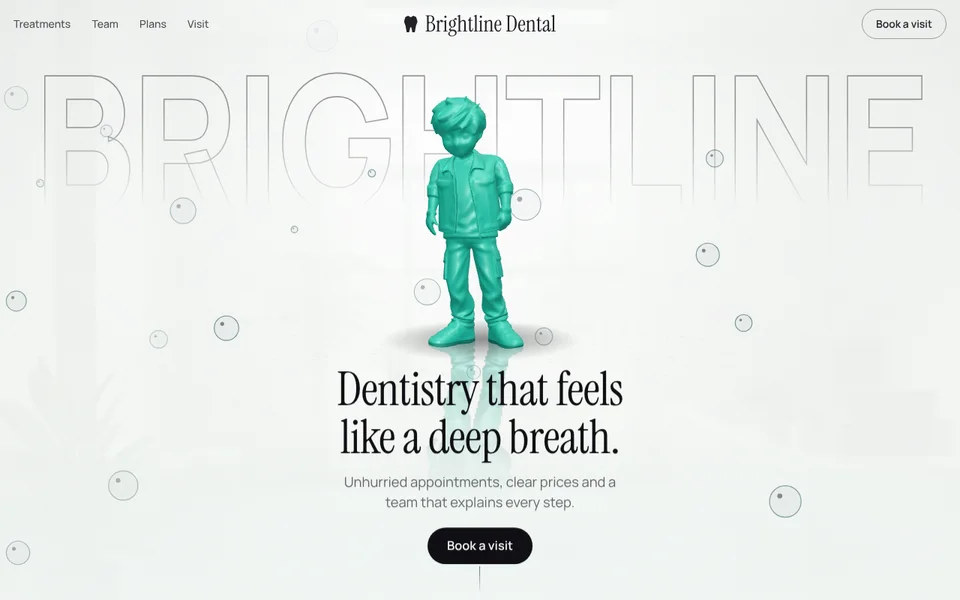 Treatments Team Plans Visit
Brightline Dental
Book a visit
BRIGHTLINE
Dentistry that feels
like a deep breath.
Unhurried appointments, clear prices and a
team that explains every step.
Book a visit